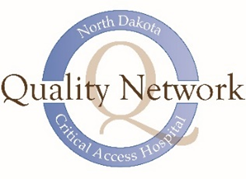 North Dakota
Q
Quality Network
Critical Access Hospital